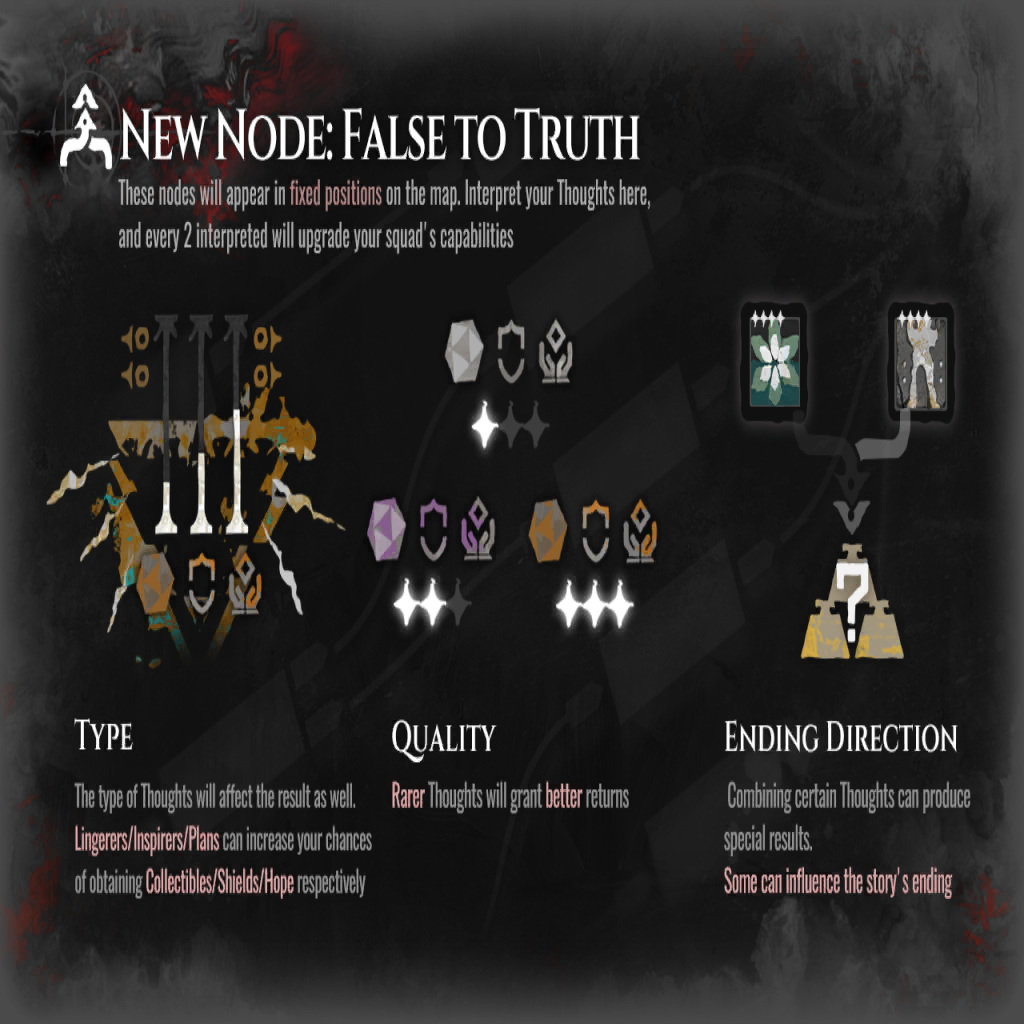 New Node: False to Truth
These nodes will appear in fixed positions on the map. Interpret your Thoughts here,
and every 2 interpreted will upgrade your squad's capabilities
?
Type
The type of Thoughts will affect the result as well.
Lingerers/Inspirers/Plans can increase your chances
of obtaining Collectibles/Shields/Hope respectively
Quality
Rarer Thoughts will grant better returns
Ending Direction
Combining certain Thoughts can produce
special results.
Some can influence the story's ending